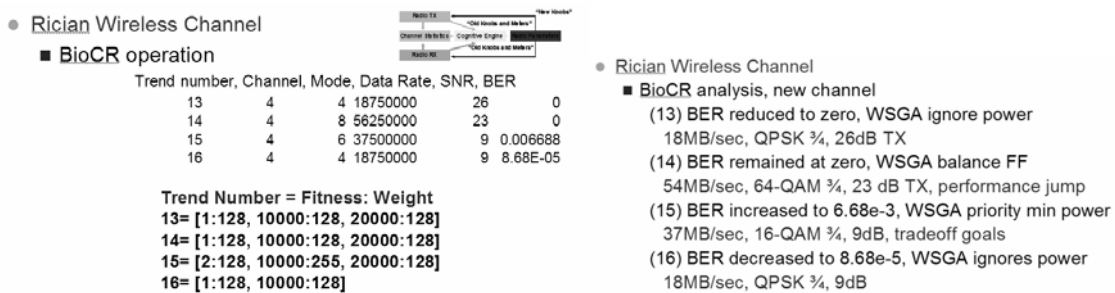 Rician Wireless Channel
BioCR operation
Radio TX
"New Knobs"
"Old Knobs and Meters"
Channel Statistics
Cognitive Engine
Radio Parameters
"Old Knobs and Meters"
Radio RX
Trend number, Channel, Mode, Data Rate, SNR, BER
13 4 4 18750000 26 0
14 4 8 56250000 23 0
15 4 6 37500000 9 0.006688
16 4 4 18750000 9 8.68E-05
Trend Number = Fitness: Weight
13= [1:128, 10000:128, 20000:128]
14= [1:128, 10000:128, 20000:128]
15= [2:128, 10000:255, 20000:128]
16= [1:128, 10000:128]
Rician Wireless Channel
BioCR analysis, new channel
(13) BER reduced to zero, WSGA ignore power
18MB/sec, QPSK ¾, 26dB TX
(14) BER remained at zero, WSGA balance FF
54MB/sec, 64-QAM ¾, 23 dB TX, performance jump
(15) BER increased to 6.68e-3, WSGA priority min power
37MB/sec, 16-QAM ¾, 9dB, tradeoff goals
(16) BER decreased to 8.68e-5, WSGA ignores power
18MB/sec, QPSK ¾, 9dB